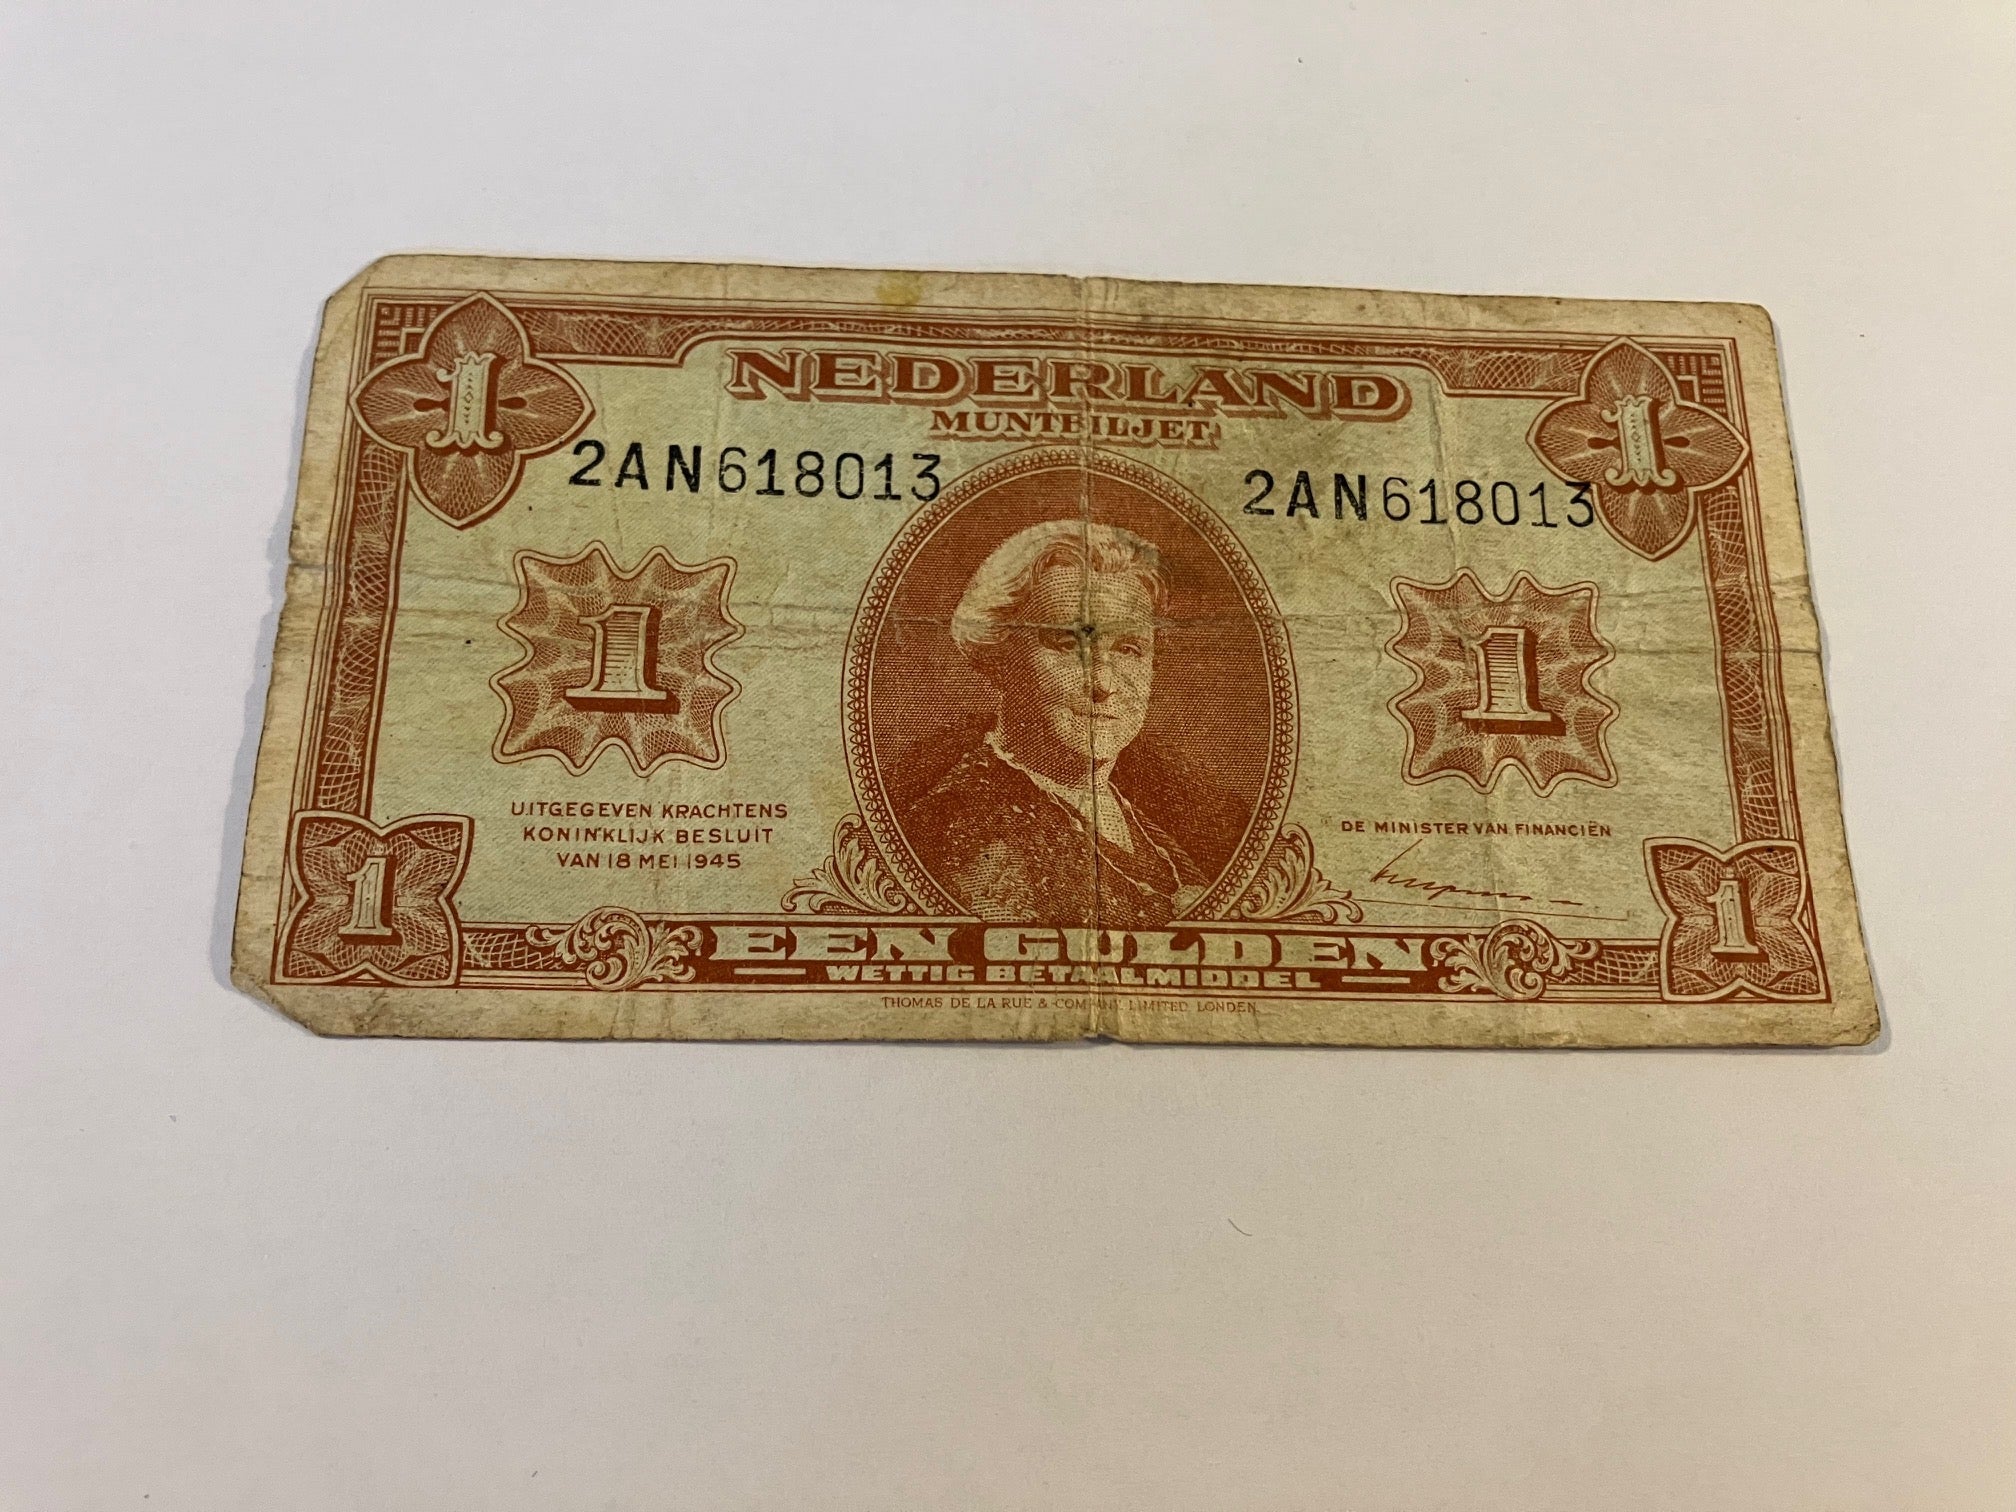 1 1
NEDERLAND
MUNTBILJET
2AN618013 2AN618013
1 1
UITGEGEVEN KRACHTENS
KONINKLIJK BESLUIT
VAN 18 MEI 1945
DE MINISTER VAN FINANCIËN
1 1
EEN GULDEN
WETTIG BETAALMIDDEL
THOMAS DE LA RUE & COMPANY, LIMITED, LONDEN.